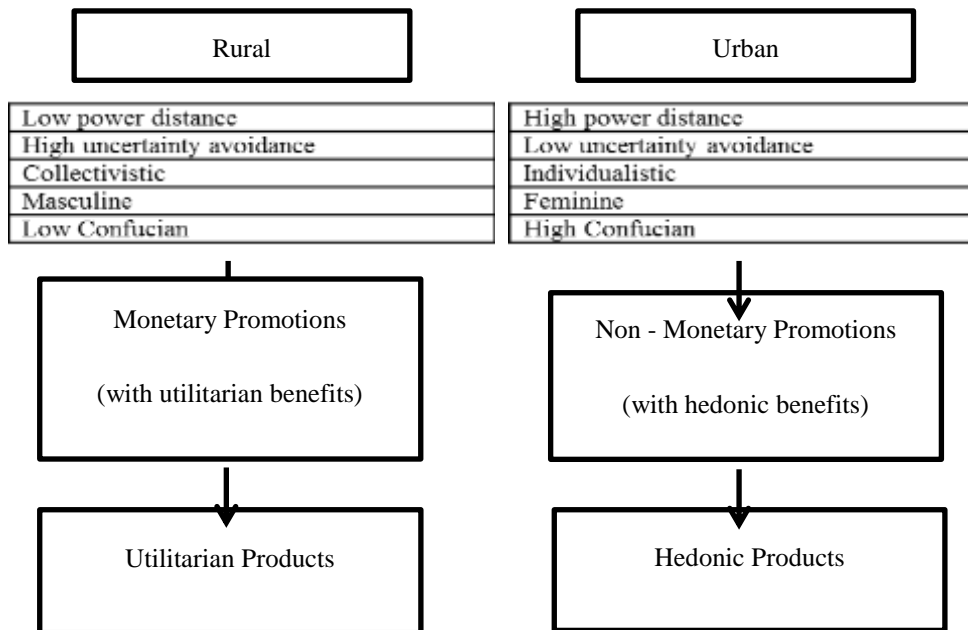 Rural
Low power distance
High uncertainty avoidance
Collectivistic
Masculine
Low Confucian
Monetary Promotions
(with utilitarian benefits)
Utilitarian Products
Urban
High power distance
Low uncertainty avoidance
Individualistic
Feminine
High Confucian
Non - Monetary Promotions
(with hedonic benefits)
Hedonic Products